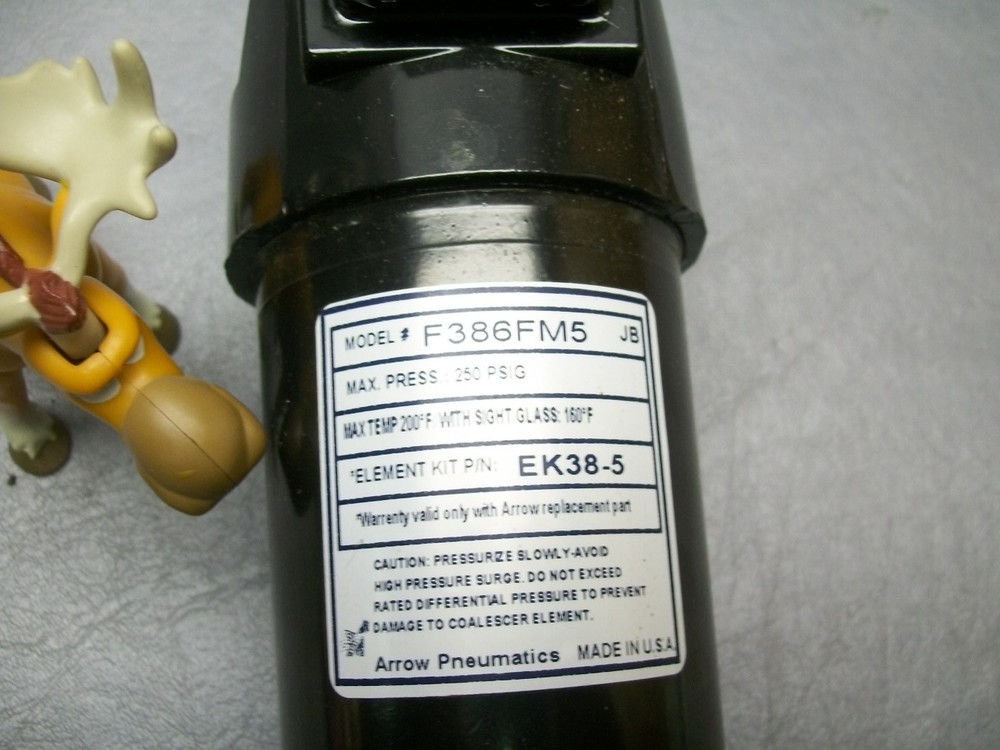 MODEL # F386FM5 JB
MAX. PRESS.: 250 PSIG
MAX TEMP 200°F/ WITH SIGHT GLASS: 160°F
*ELEMENT KIT P/N: EK38-5
*Warrenty valid only with Arrow replacement part
CAUTION: PRESSURIZE SLOWLY-AVOID
HIGH PRESSURE SURGE. DO NOT EXCEED
RATED DIFFERENTIAL PRESSURE TO PREVENT
DAMAGE TO COALESCER ELEMENT.
Arrow Pneumatics MADE IN U.S.A.